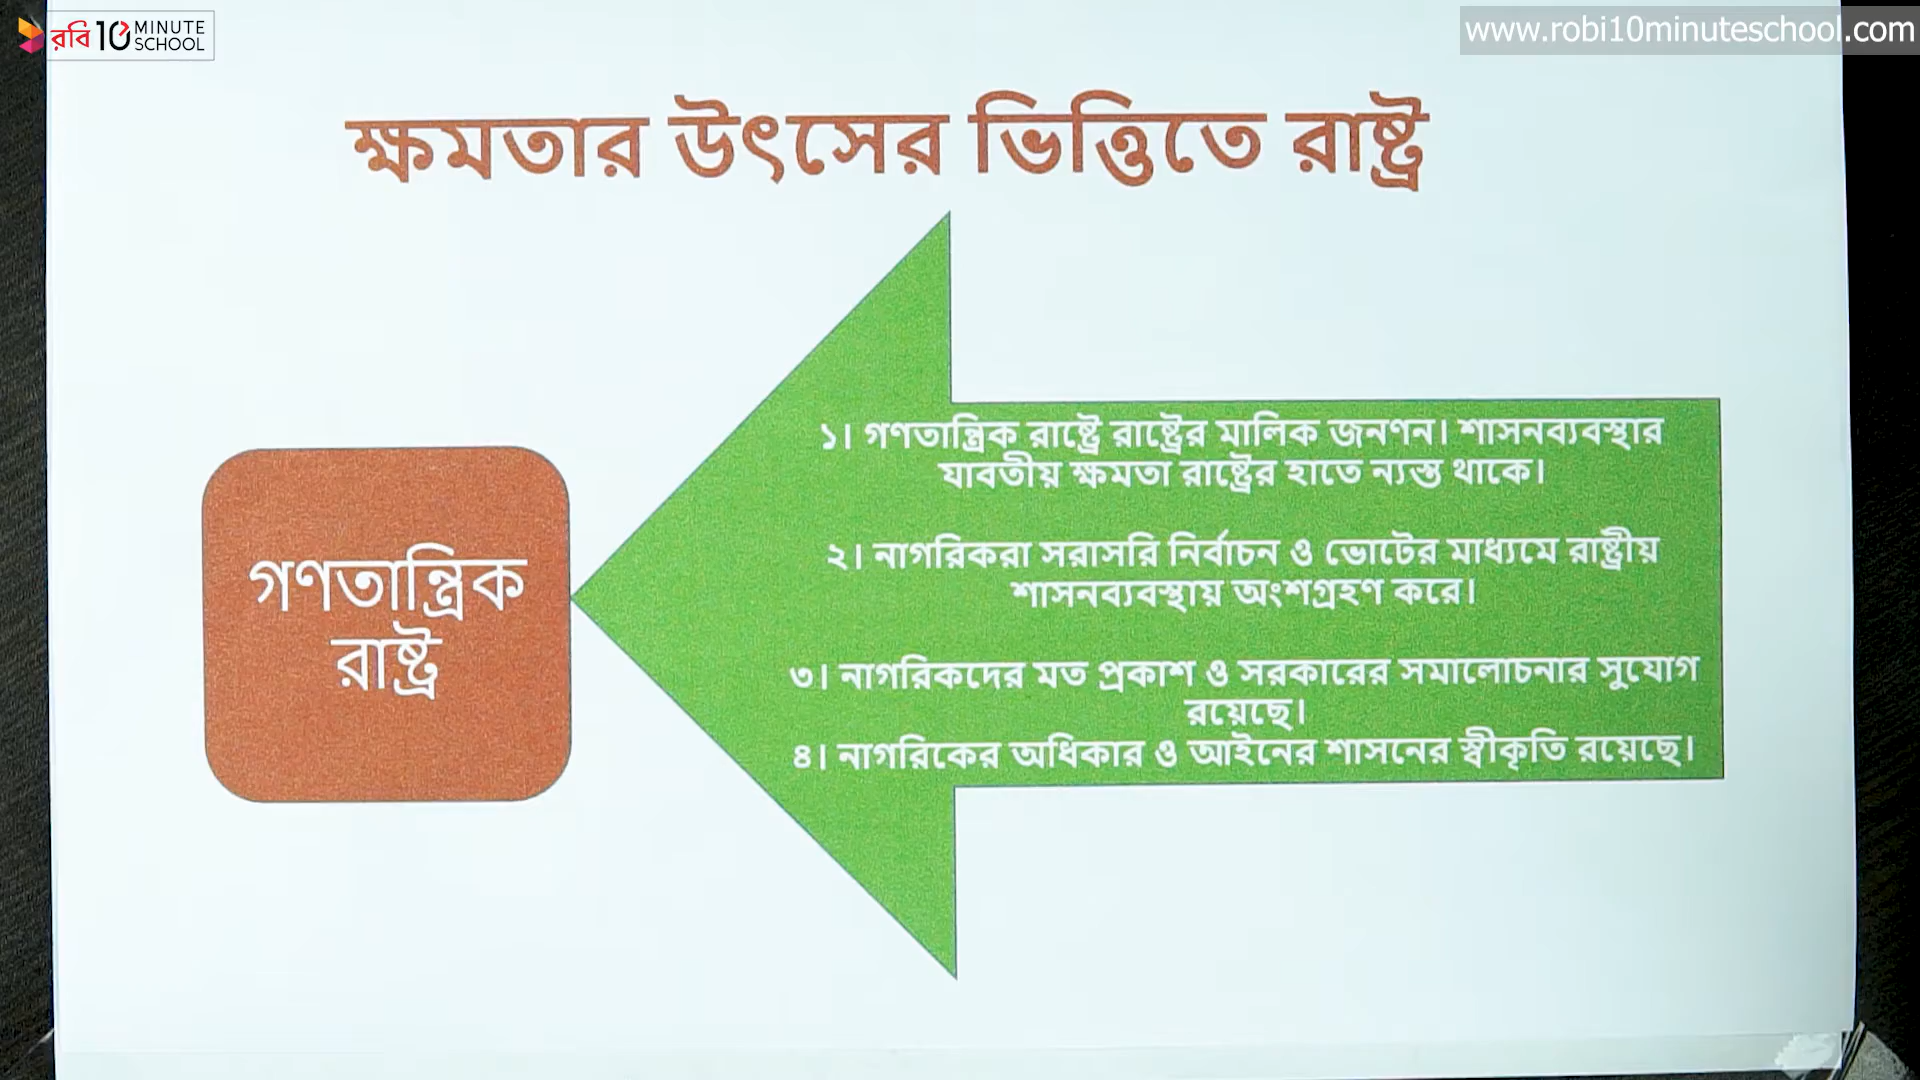 রবি 10 MINUTE SCHOOL
www.robi10minuteschool.com
ক্ষমতার উৎসের ভিত্তিতে রাষ্ট্র
১। গণতান্ত্রিক রাষ্ট্রে রাষ্ট্রের মালিক জনণন। শাসনব্যবস্থার
যাবতীয় ক্ষমতা রাষ্ট্রের হাতে ন্যস্ত থাকে।
২। নাগরিকরা সরাসরি নির্বাচন ও ভোটের মাধ্যমে রাষ্ট্রীয়
শাসনব্যবস্থায় অংশগ্রহণ করে।
৩। নাগরিকদের মত প্রকাশ ও সরকারের সমালোচনার সুযোগ
রয়েছে।
৪। নাগরিকের অধিকার ও আইনের শাসনের স্বীকৃতি রয়েছে।
গণতান্ত্রিক
রাষ্ট্র